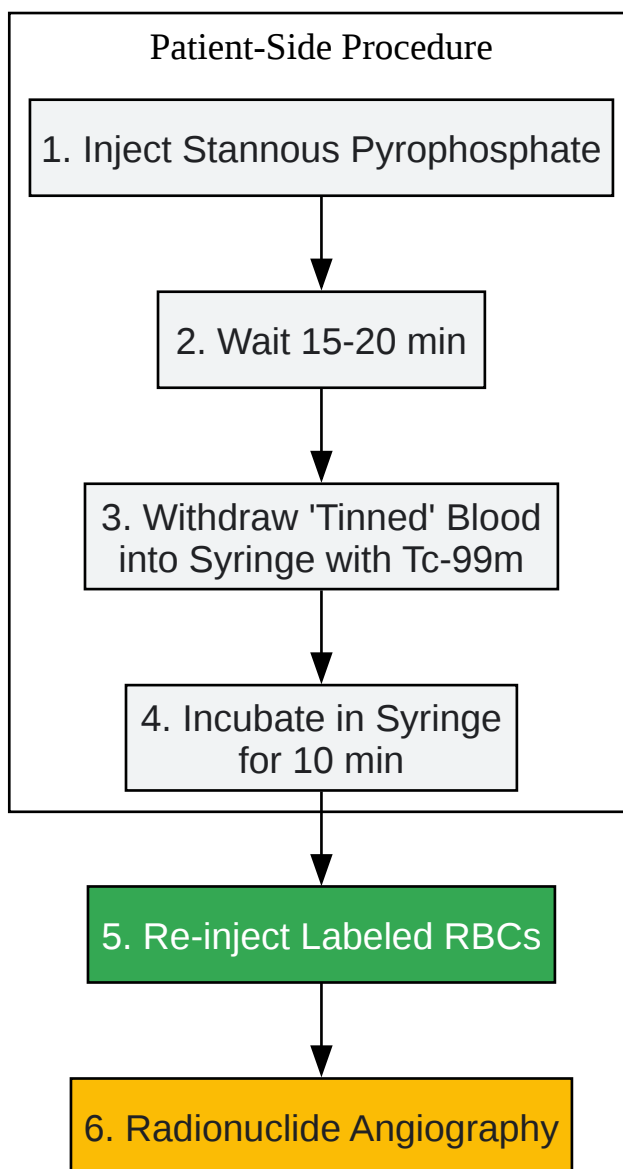 Patient-Side Procedure
1. Inject Stannous Pyrophosphate
2. Wait 15-20 min
3. Withdraw 'Tinned' Blood
into Syringe with Tc-99m
4. Incubate in Syringe
for 10 min
5. Re-inject Labeled RBCs
6. Radionuclide Angiography